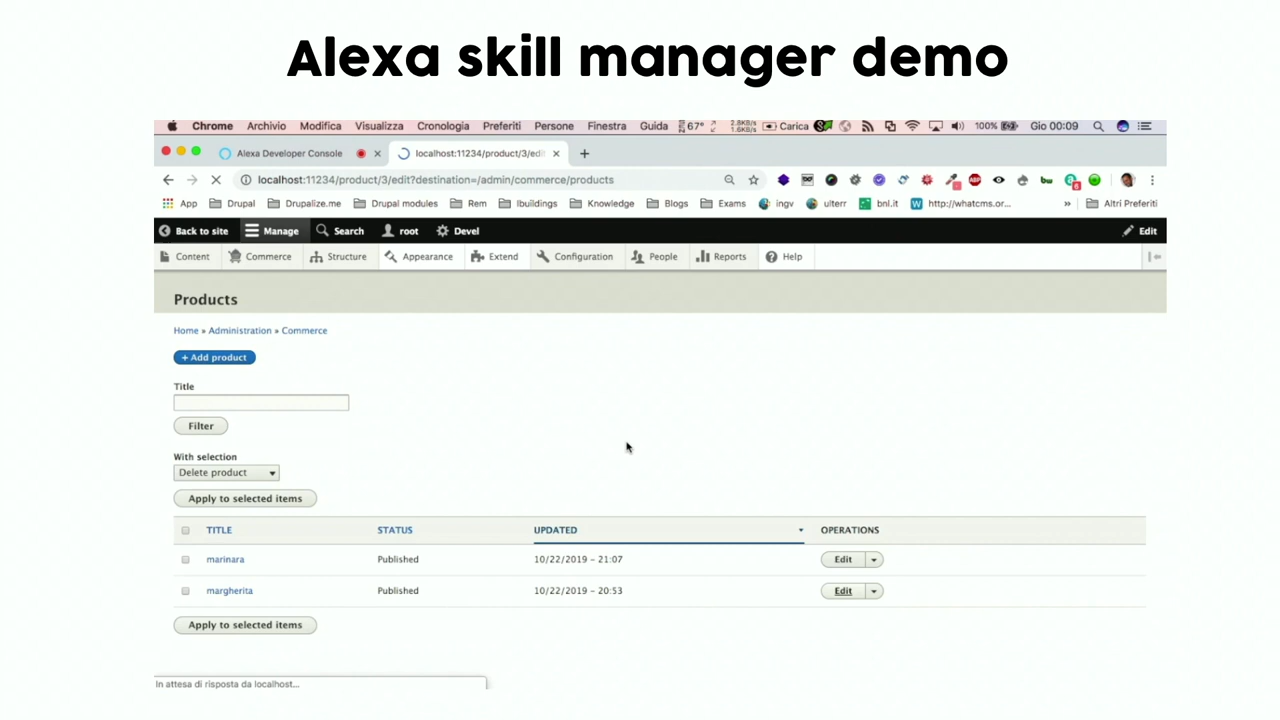 Alexa skill manager demo
Chrome Archivio Modifica Visualizza Cronologia Preferiti Persone Finestra Guida 67° 2.8KB/s 1.6KB/s Carica 100% Gio 00:09
Alexa Developer Console localhost:11234/product/3/edit
localhost:11234/product/3/edit?destination=/admin/commerce/products
App Drupal Drupalize.me Drupal modules Rem Ibuildings Knowledge Blogs Exams ingv ulterr bnl.it http://whatcms.or... » Altri Preferiti
Back to site Manage Search root Devel Edit
Content Commerce Structure Appearance Extend Configuration People Reports Help
Products
Home » Administration » Commerce
+ Add product
Title
Filter
With selection
Delete product
Apply to selected items
TITLE STATUS UPDATED OPERATIONS
marinara Published 10/22/2019 - 21:07 Edit
margherita Published 10/22/2019 - 20:53 Edit
Apply to selected items
In attesa di risposta da localhost...